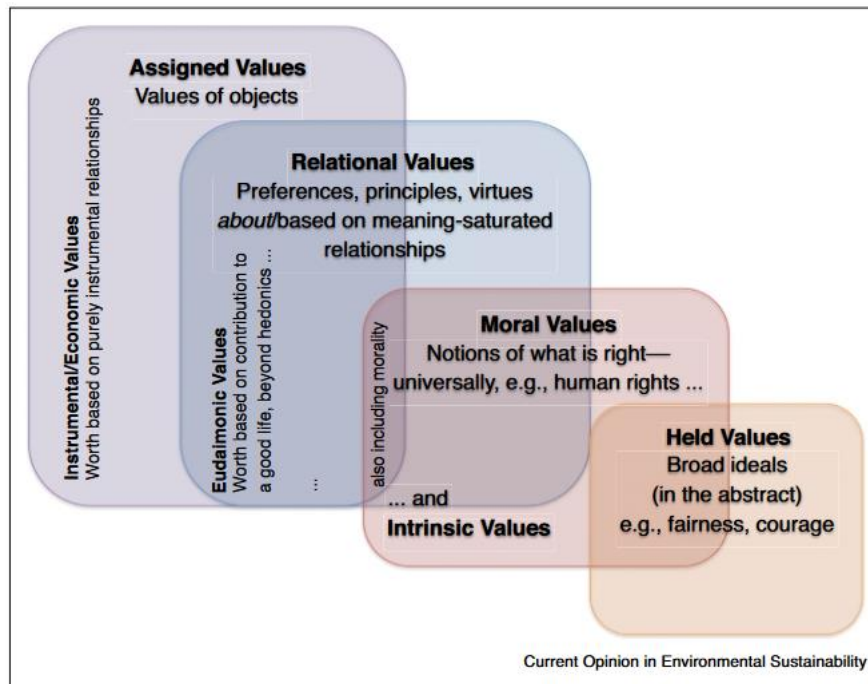 Assigned Values
Values of objects
Instrumental/Economic Values
Worth based on purely instrumental relationships
Relational Values
Preferences, principles, virtues
about/based on meaning-saturated
relationships
Eudaimonic Values
Worth based on contribution to
a good life, beyond hedonics ...
...
also including morality
Moral Values
Notions of what is right—
universally, e.g., human rights ...
... and
Intrinsic Values
Held Values
Broad ideals
(in the abstract)
e.g., fairness, courage
Current Opinion in Environmental Sustainability